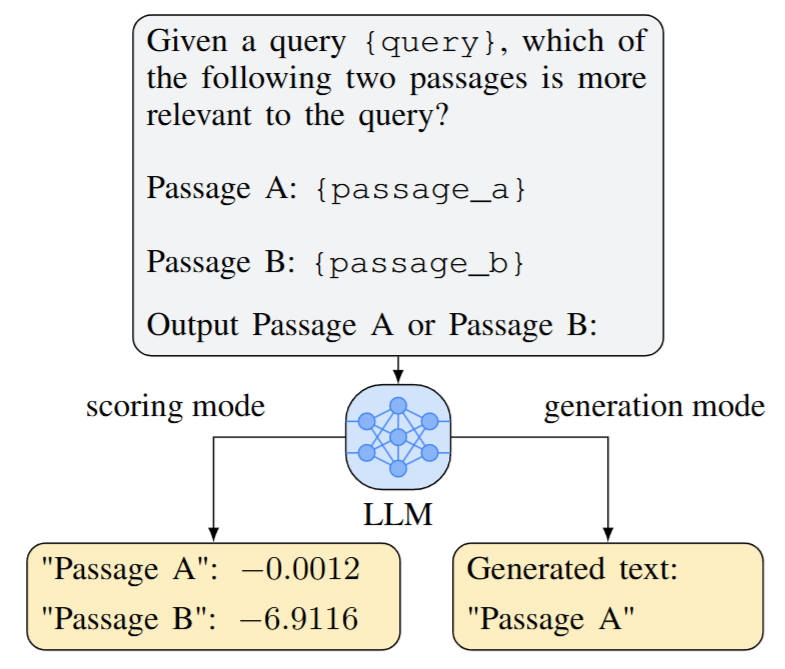 Given a query {query}, which of
the following two passages is more
relevant to the query?
Passage A: {passage_a}
Passage B: {passage_b}
Output Passage A or Passage B:
scoring mode
generation mode
LLM
"Passage A": −0.0012
"Passage B": −6.9116
Generated text:
"Passage A"